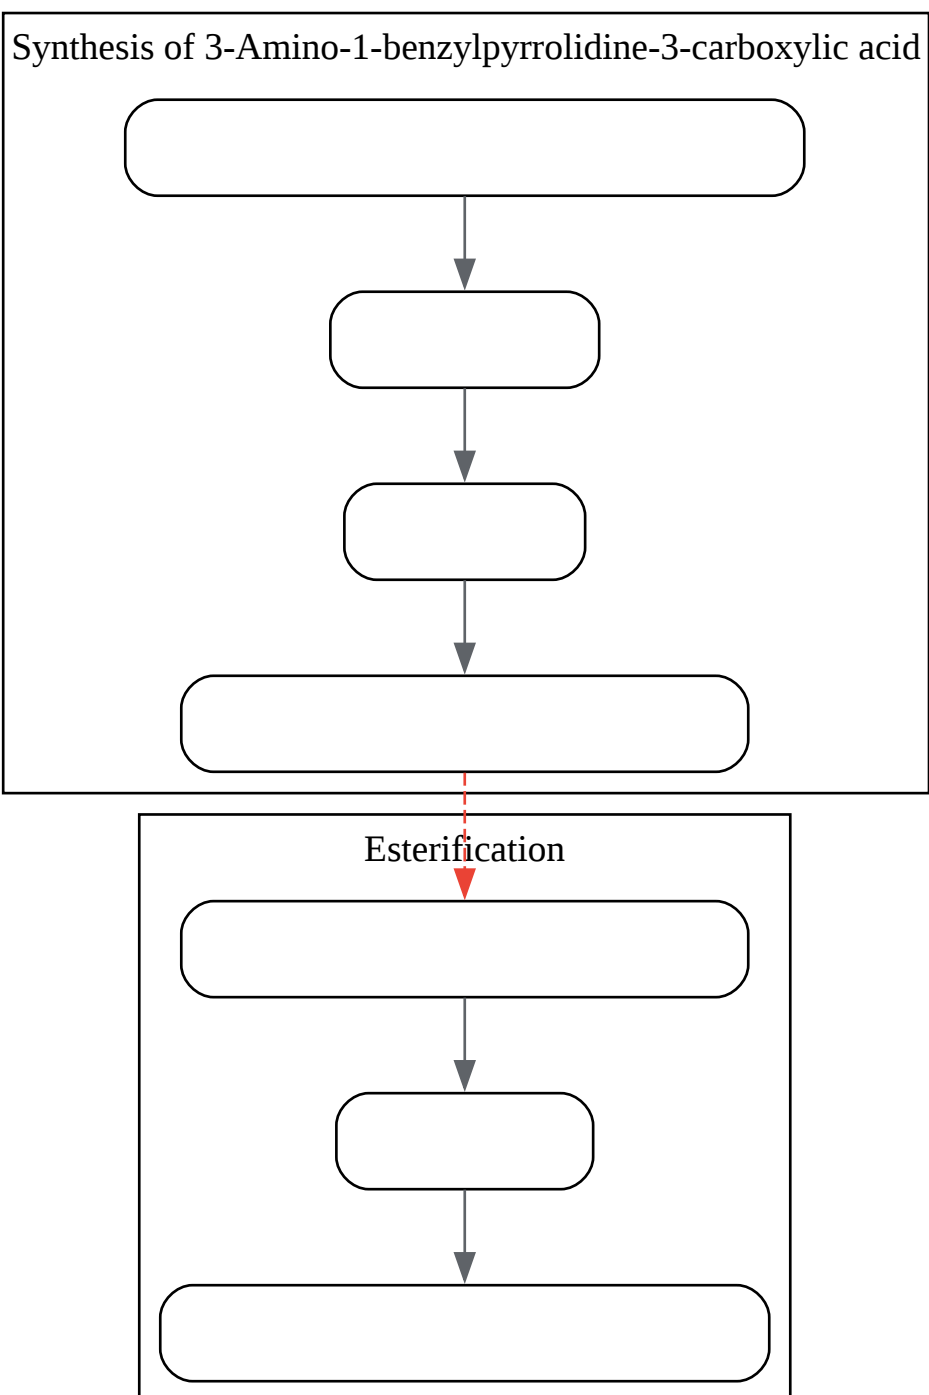 Synthesis of 3-Amino-1-benzylpyrrolidine-3-carboxylic acid
Esterification